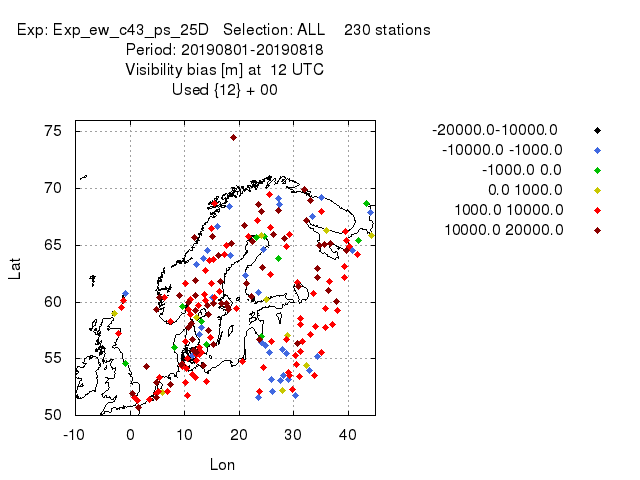 Exp: Exp_ew_c43_ps_25D Selection: ALL 230 stations
Period: 20190801-20190818
Visibility bias [m] at 12 UTC
Used {12} + 00
-20000.0-10000.0
-10000.0 -1000.0
-1000.0 0.0
0.0 1000.0
1000.0 10000.0
10000.0 20000.0
75
70
65
60
55
50
Lat
-10 0 10 20 30 40
Lon